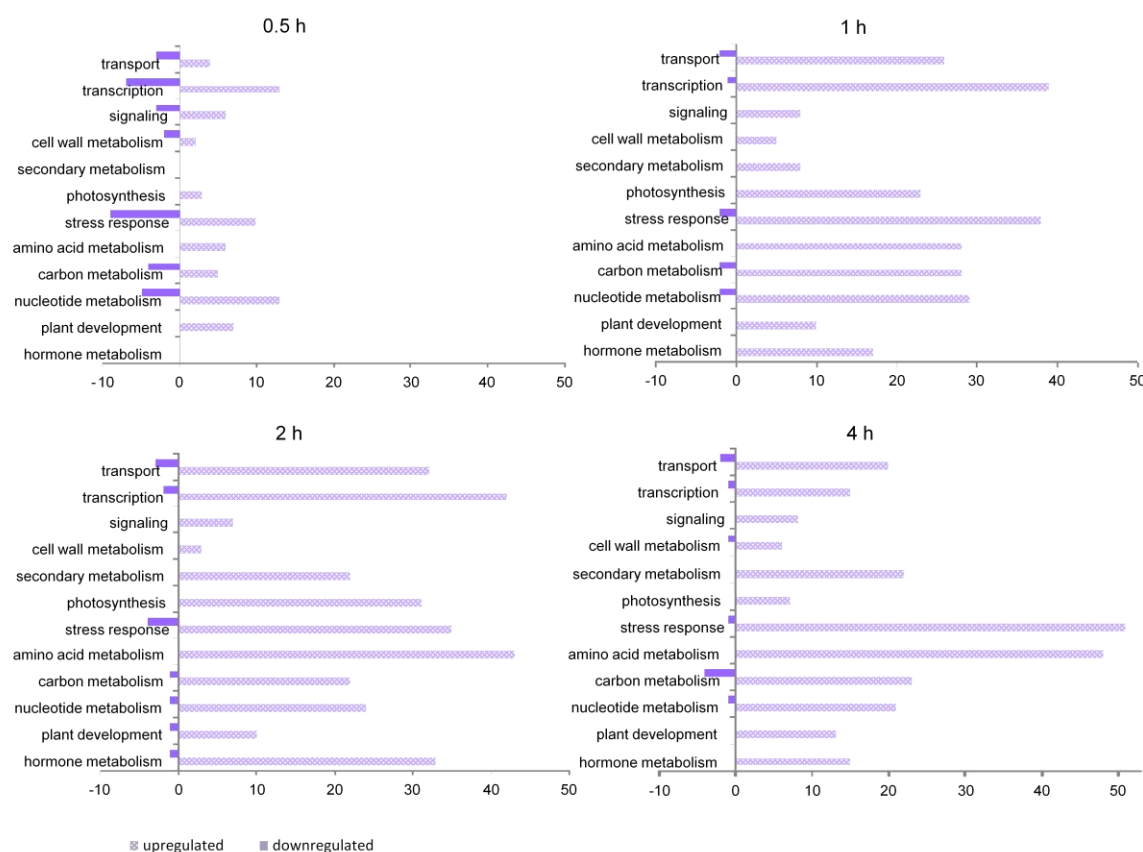 0.5 h
transport
transcription
signaling
cell wall metabolism
secondary metabolism
photosynthesis
stress response
amino acid metabolism
carbon metabolism
nucleotide metabolism
plant development
hormone metabolism
-10 0 10 20 30 40 50
1 h
transport
transcription
signaling
cell wall metabolism
secondary metabolism
photosynthesis
stress response
amino acid metabolism
carbon metabolism
nucleotide metabolism
plant development
hormone metabolism
-10 0 10 20 30 40 50
2 h
transport
transcription
signaling
cell wall metabolism
secondary metabolism
photosynthesis
stress response
amino acid metabolism
carbon metabolism
nucleotide metabolism
plant development
hormone metabolism
-10 0 10 20 30 40 50
4 h
transport
transcription
signaling
cell wall metabolism
secondary metabolism
photosynthesis
stress response
amino acid metabolism
carbon metabolism
nucleotide metabolism
plant development
hormone metabolism
-10 0 10 20 30 40 50
upregulated downregulated